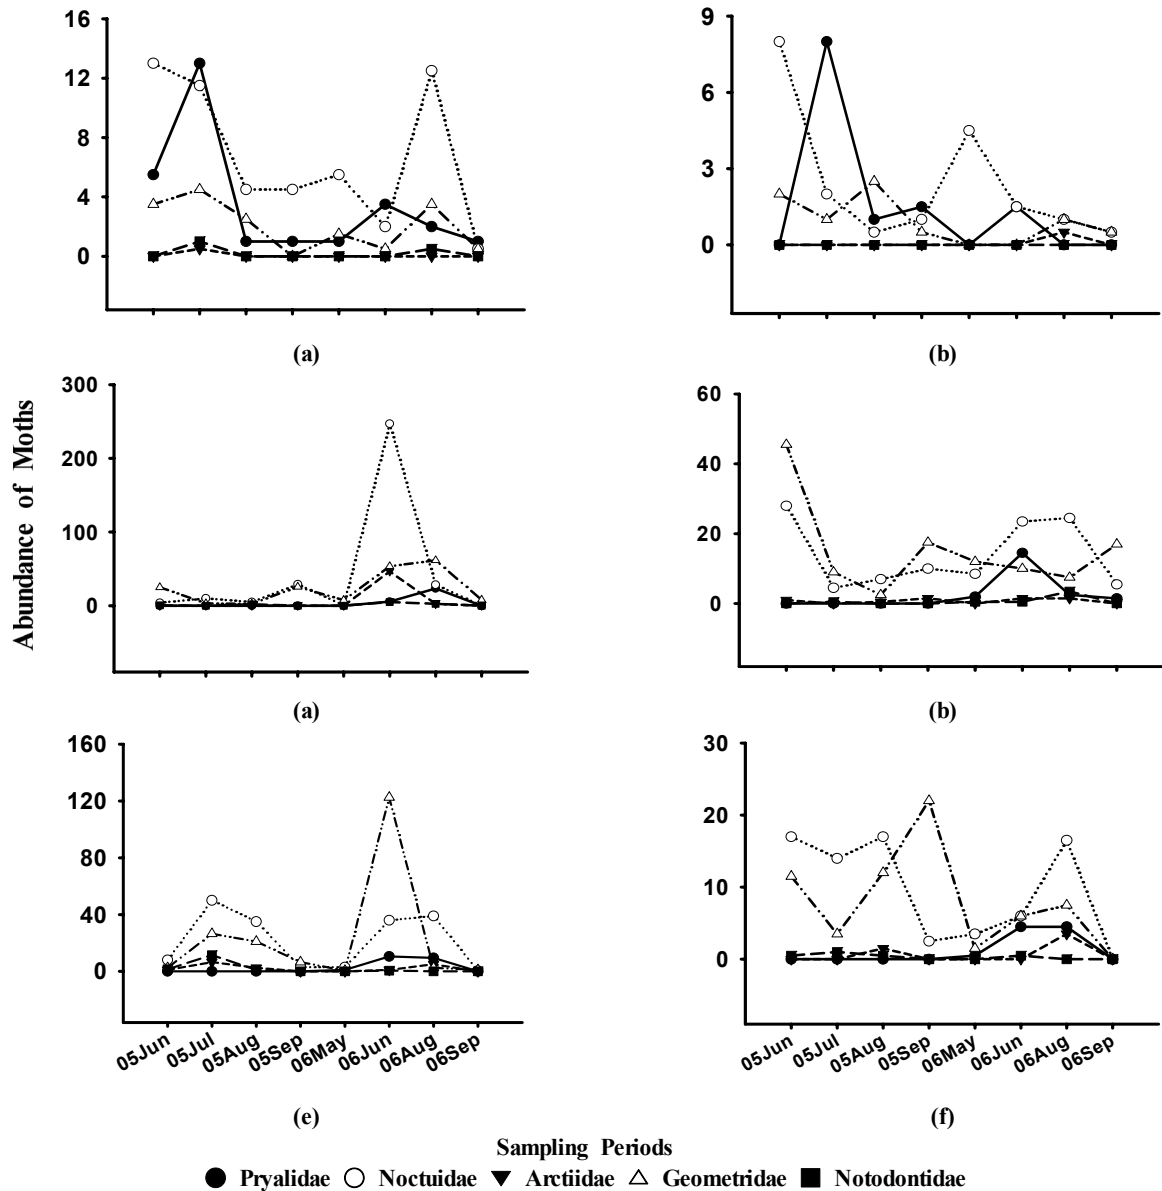 16
12
8
4
0
(a)
9
6
3
0
(b)
Abundance of Moths
300
200
100
0
(a)
60
40
20
0
(b)
160
120
80
40
0
05Jun 05Jul 05Aug 05Sep 06May 06Jun 06Aug 06Sep
(e)
30
20
10
0
05Jun 05Jul 05Aug 05Sep 06May 06Jun 06Aug 06Sep
(f)
Sampling Periods
Pryalidae Noctuidae Arctiidae Geometridae Notodontidae